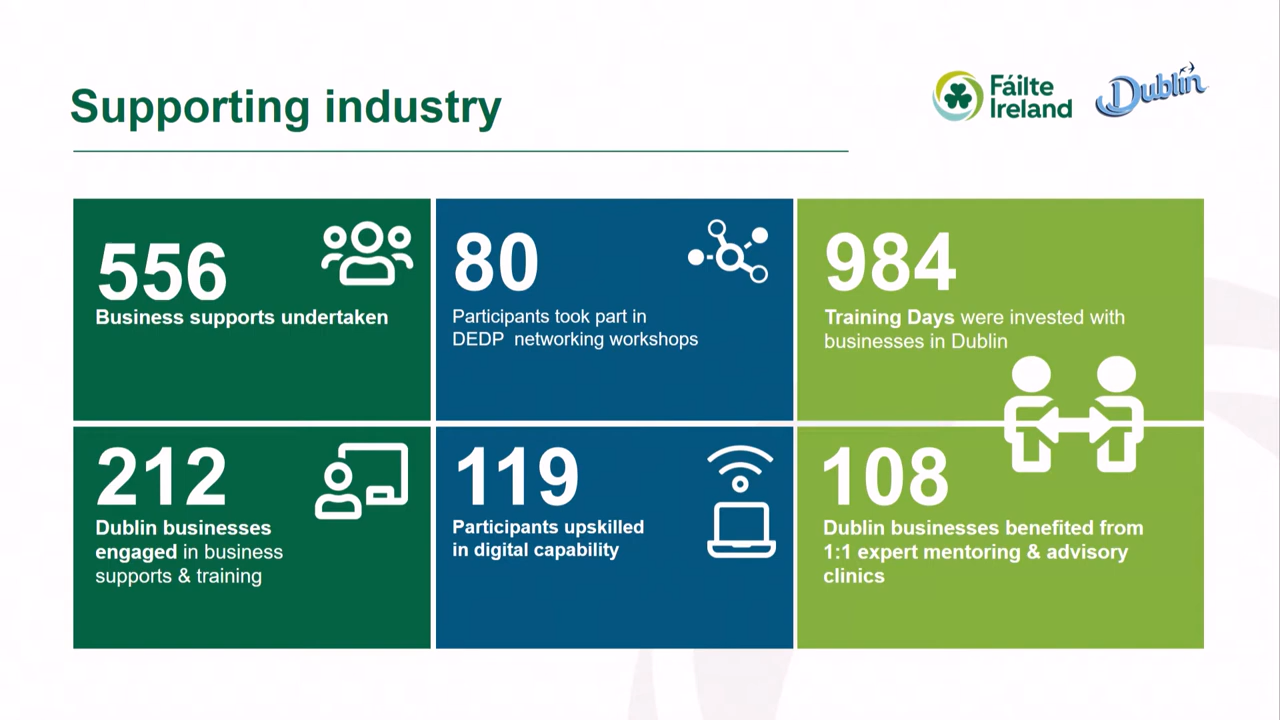 Supporting industry
Fáilte
Ireland
Dublin
556
Business supports undertaken
80
Participants took part in
DEDP networking workshops
984
Training Days were invested with
businesses in Dublin
212
Dublin businesses
engaged in business
supports & training
119
Participants upskilled
in digital capability
108
Dublin businesses benefited from
1:1 expert mentoring & advisory
clinics